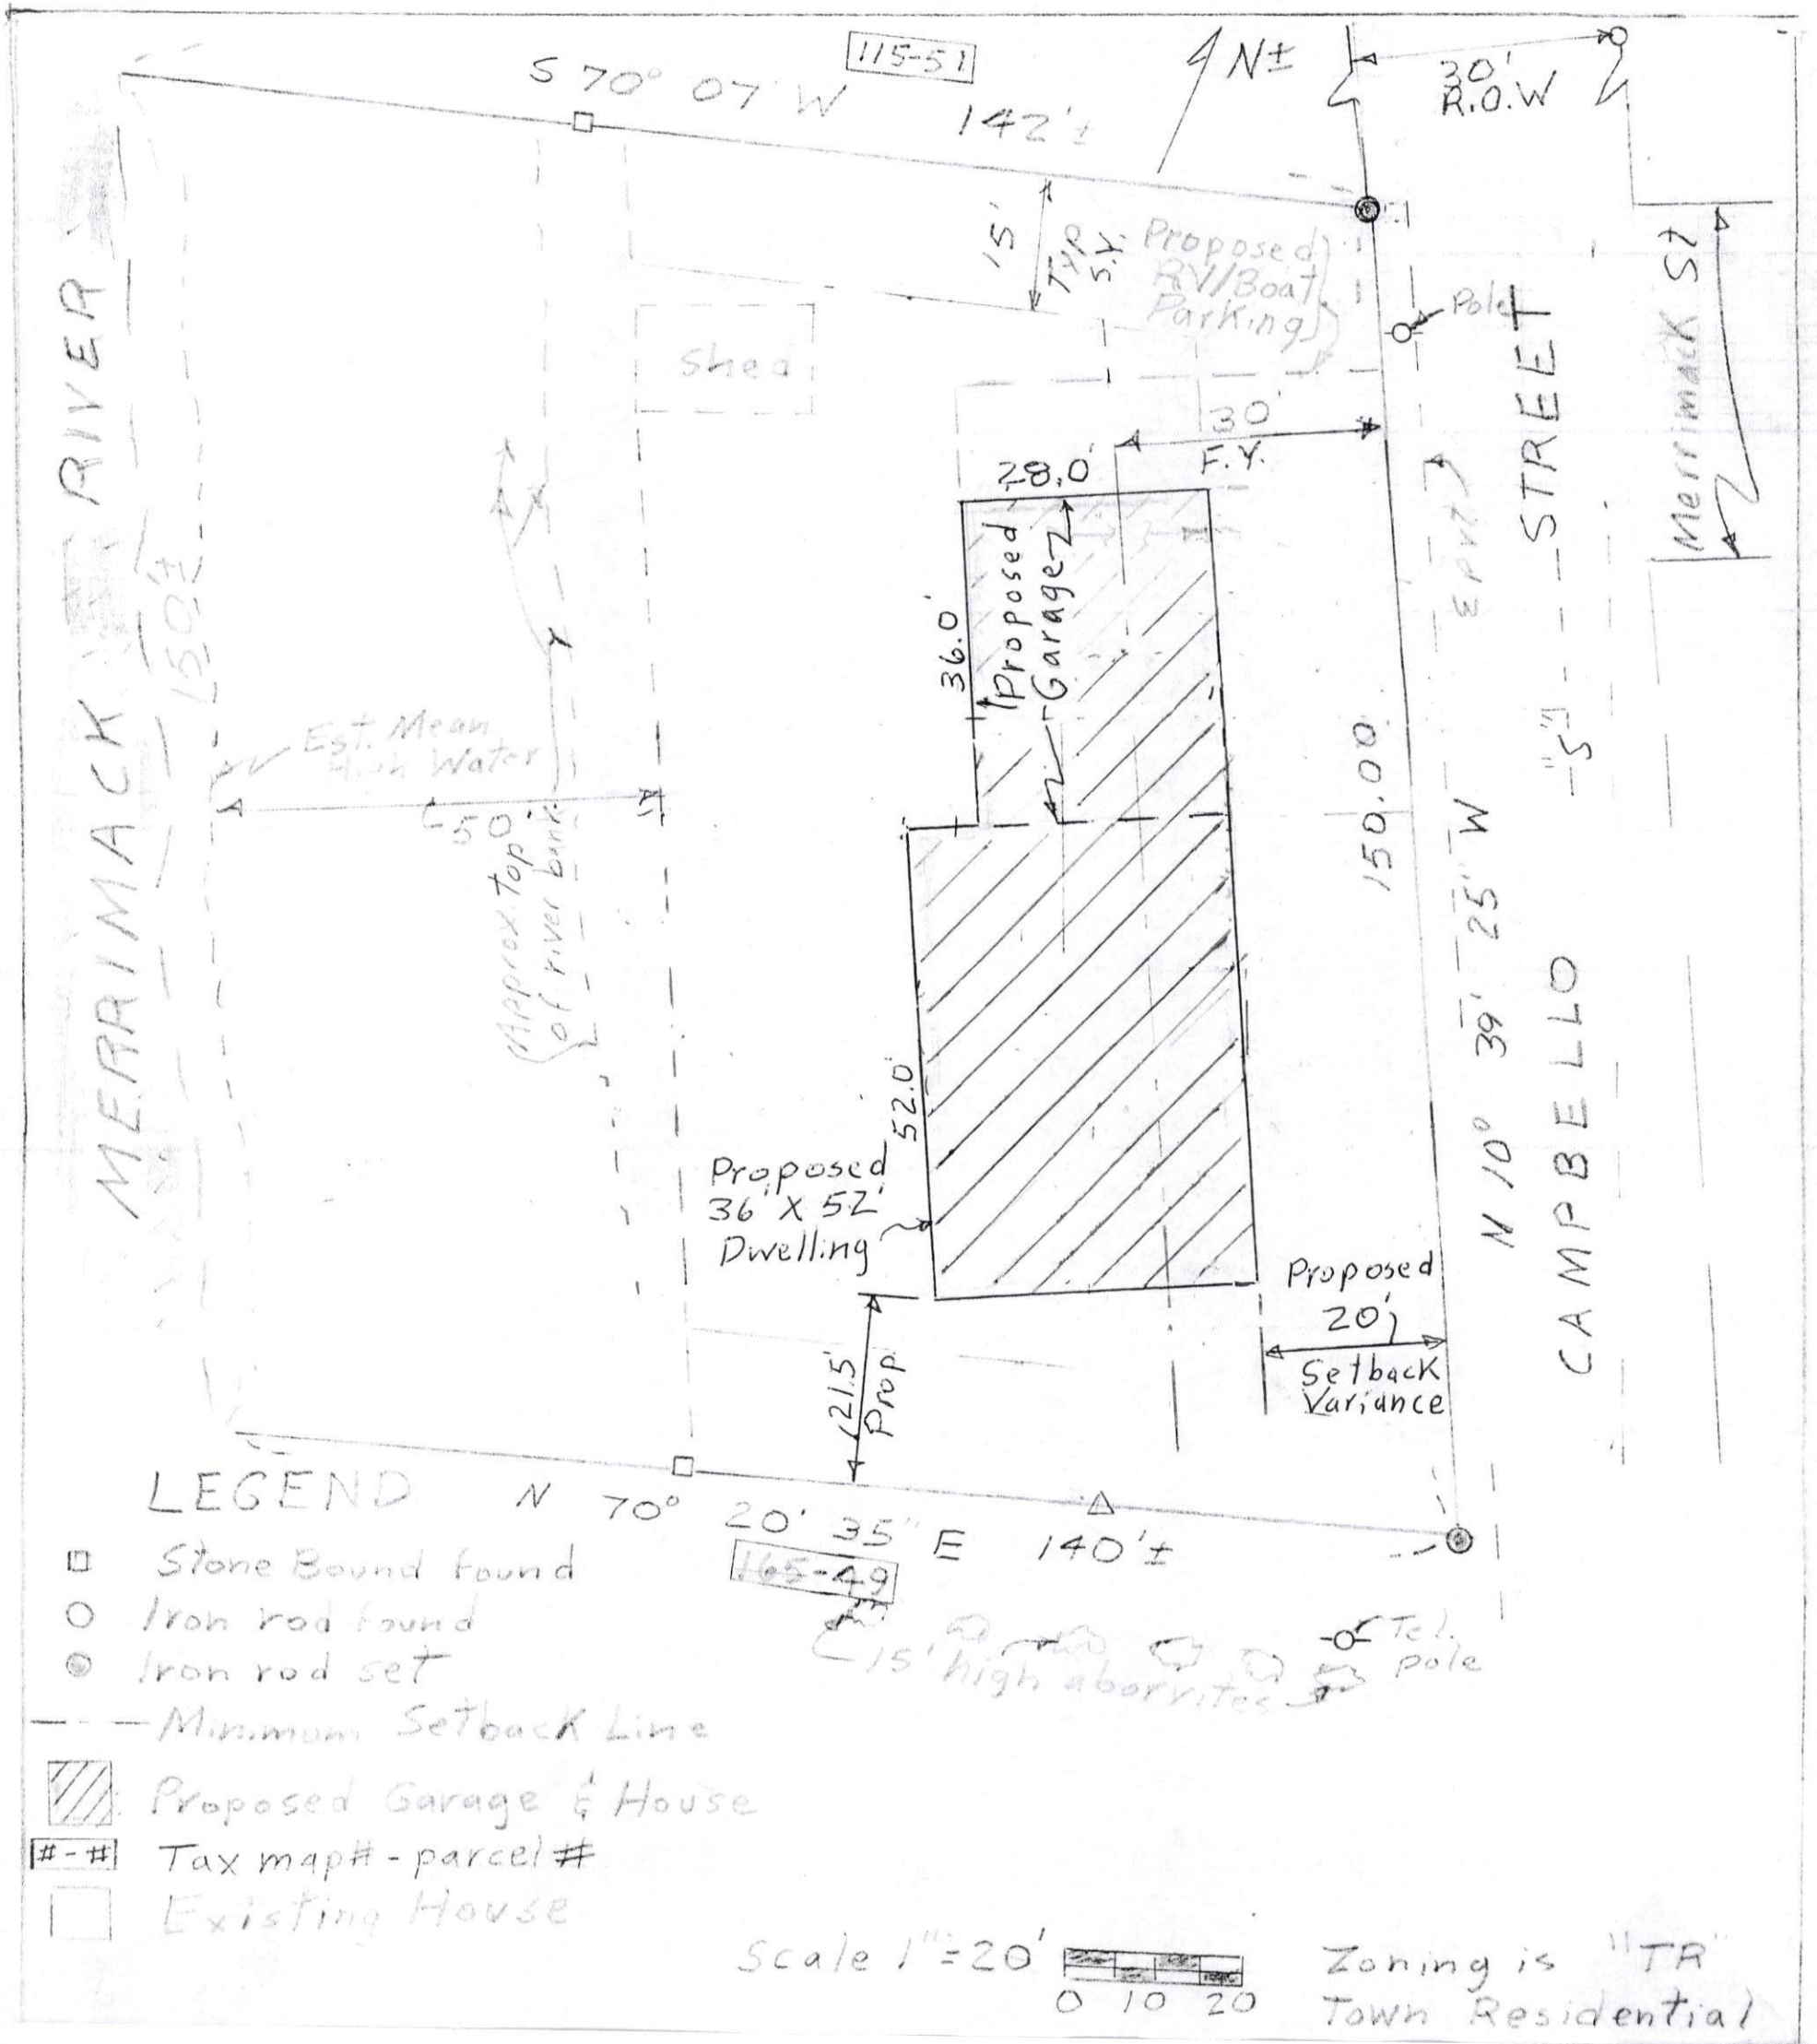 115-51
S 70° 07' W
142'±
N±
30'
R.O.W
MERRIMACK RIVER
150'±
15'
Typ
S.Y.
Proposed
RV/Boat
Parking
Pole
Merrimack St
Shed
30'
F.Y.
28.0'
36.0'
Proposed
Garage
E Pvt
CAMPBELLO STREET
"S"
150.00
N 10° 39' 25" W
Est. Mean
High Water
50'
Approx. Top
of river bank
52.0'
Proposed
36' X 52'
Dwelling
Proposed
20'
Setback
Variance
21.5'
Prop.
LEGEND
N 70° 20' 35" E 140'±
165-49
15' high aborvites
Tel.
pole
Stone Bound found
Iron rod found
Iron rod set
Minimum Setback Line
Proposed Garage & House
#-# Tax map#-parcel#
Existing House
Scale 1"=20'
0 10 20
Zoning is "TR"
Town Residential